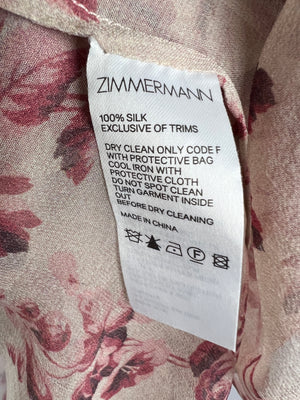 ZIMMERMANN
100% SILK
EXCLUSIVE OF TRIMS
DRY CLEAN ONLY CODE F
WITH PROTECTIVE BAG
COOL IRON WITH
PROTECTIVE CLOTH
DO NOT SPOT CLEAN
TURN GARMENT INSIDE
OUT
BEFORE DRY CLEANING
MADE IN CHINA
F